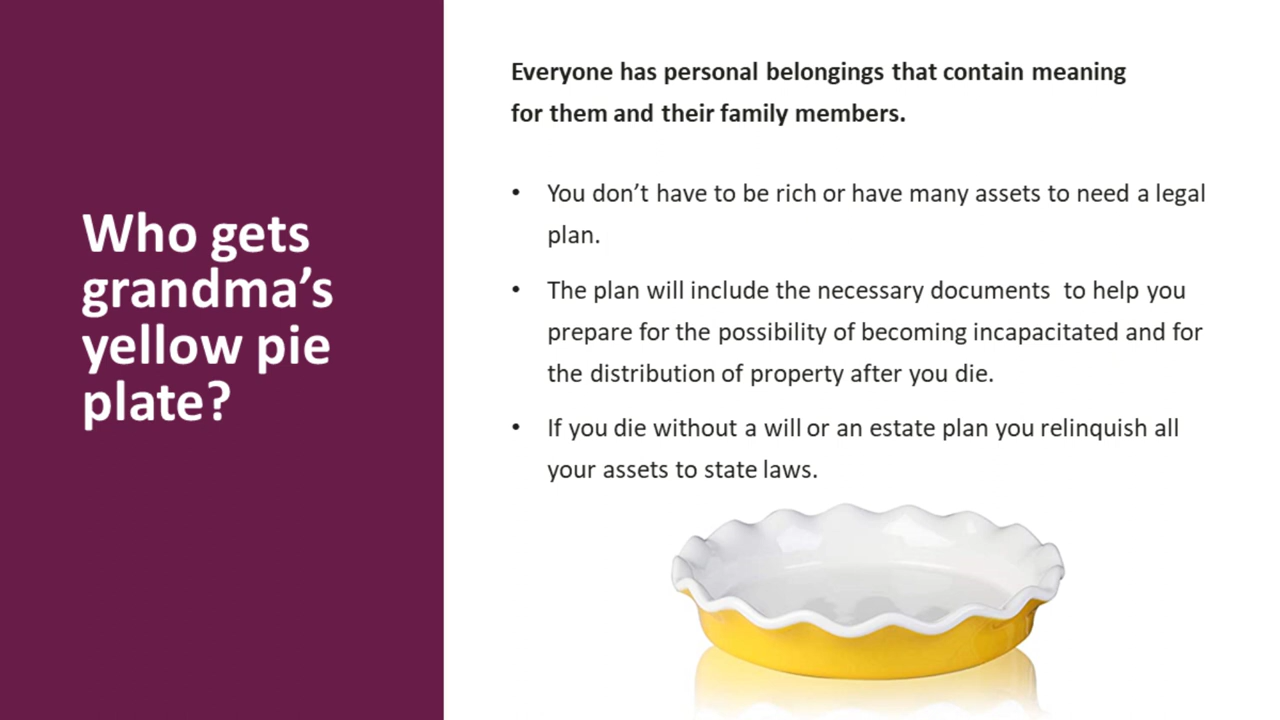 Who gets
grandma’s
yellow pie
plate?
Everyone has personal belongings that contain meaning
for them and their family members.
• You don’t have to be rich or have many assets to need a legal
plan.
• The plan will include the necessary documents  to help you
prepare for the possibility of becoming incapacitated and for
the distribution of property after you die.
• If you die without a will or an estate plan you relinquish all
your assets to state laws.